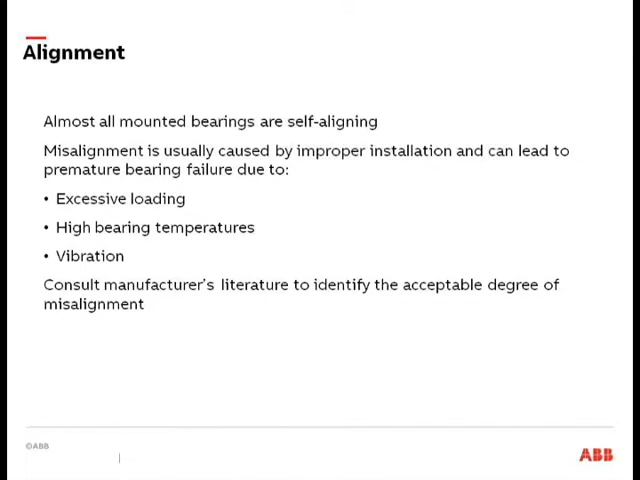 Alignment
Almost all mounted bearings are self-aligning
Misalignment is usually caused by improper installation and can lead to
premature bearing failure due to:
• Excessive loading
• High bearing temperatures
• Vibration
Consult manufacturer's literature to identify the acceptable degree of
misalignment
©ABB
|
ABB